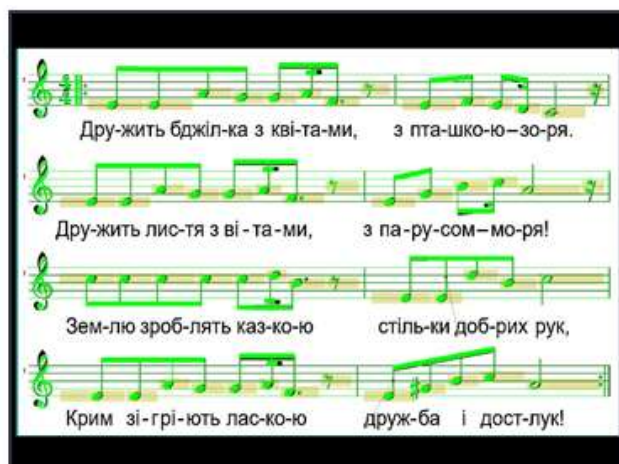 Дру-жить бджіл-ка з кві-та-ми, з пта-шко-ю–зо-ря.
Дру-жить лис-тя з ві-та-ми, з па-ру-сом–мо-ря!
Зем-лю зроб-лять каз-ко-ю стіль-ки доб-рих рук,
Крим зі-грі-ють лас-ко-ю друж-ба і дост-лук!